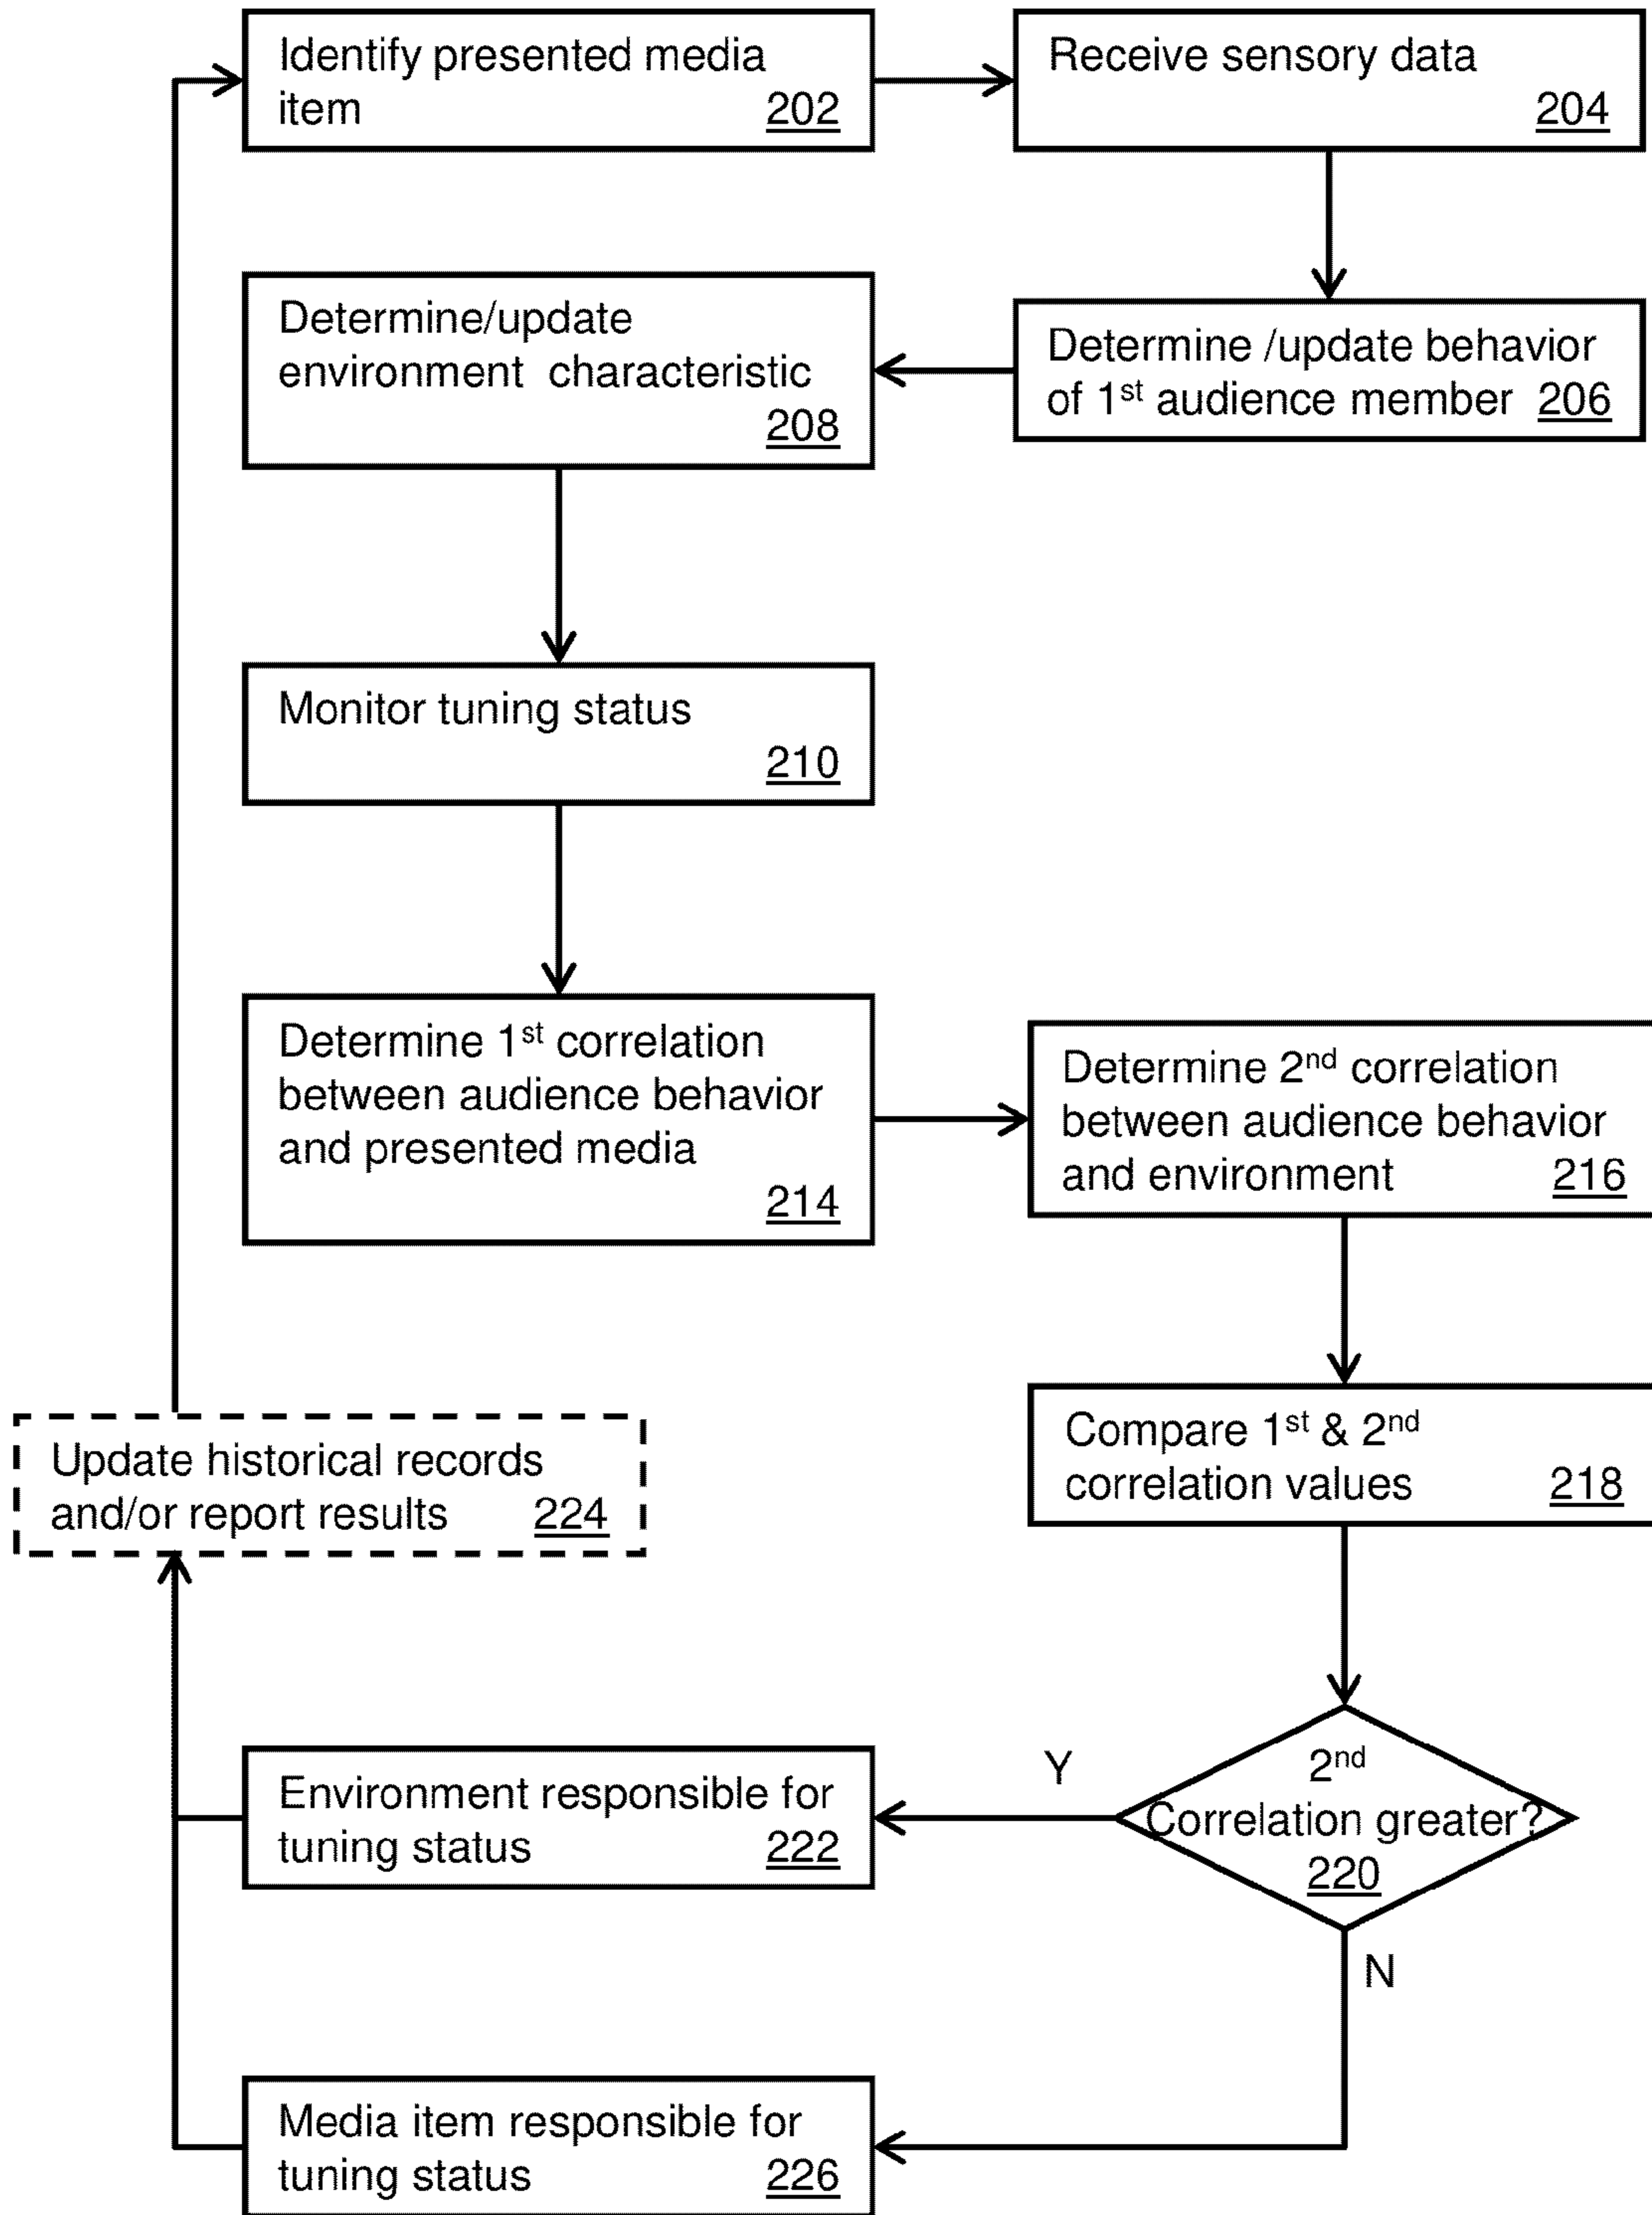 Identify presented media
item 202
Receive sensory data
204
Determine /update behavior
of 1st audience member 206
Determine/update
environment characteristic
208
Monitor tuning status
210
Determine 1st correlation
between audience behavior
and presented media
214
Determine 2nd correlation
between audience behavior
and environment 216
Compare 1st & 2nd
correlation values 218
2nd
Correlation greater?
220
Y
N
Environment responsible for
tuning status 222
Media item responsible for
tuning status 226
Update historical records
and/or report results 224